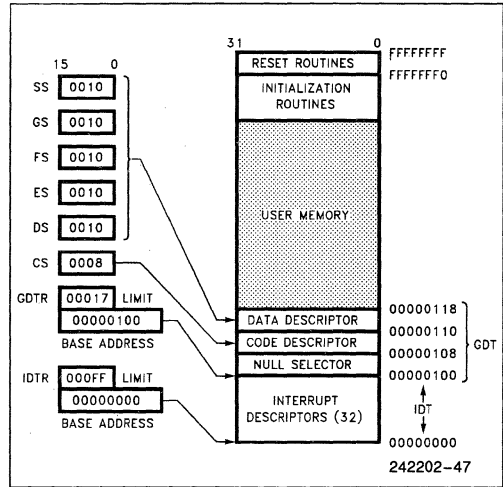 31 0
RESET ROUTINES
FFFFFFFF
FFFFFFF0
INITIALIZATION
ROUTINES
15 0
SS 0010
GS 0010
FS 0010
ES 0010
DS 0010
CS 0008
USER MEMORY
GDTR 00017 LIMIT
00000100
BASE ADDRESS
IDTR 000FF LIMIT
00000000
BASE ADDRESS
00000118
DATA DESCRIPTOR
00000110
CODE DESCRIPTOR
00000108
NULL SELECTOR
00000100
GDT
INTERRUPT
DESCRIPTORS (32)
IDT
00000000
242202-47